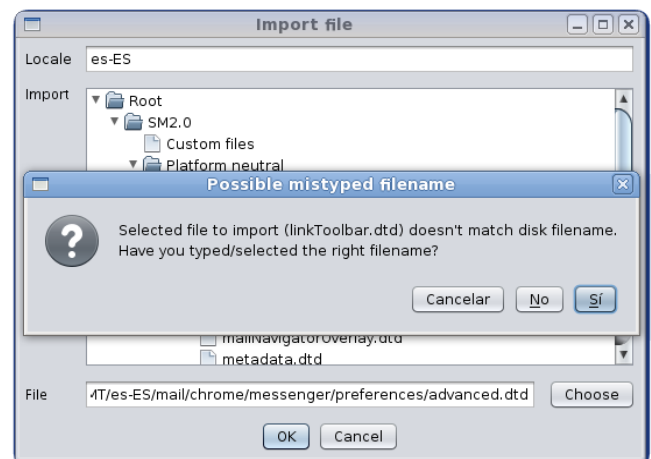 Import file
Locale es-ES
Import
Root
SM2.0
Custom files
Platform neutral
Possible mistyped filename
Selected file to import (linkToolbar.dtd) doesn't match disk filename.
Have you typed/selected the right filename?
Cancelar No Sí
mailNavigatorOverlay.dtd
metadata.dtd
File /es-ES/mail/chrome/messenger/preferences/advanced.dtd Choose
OK Cancel